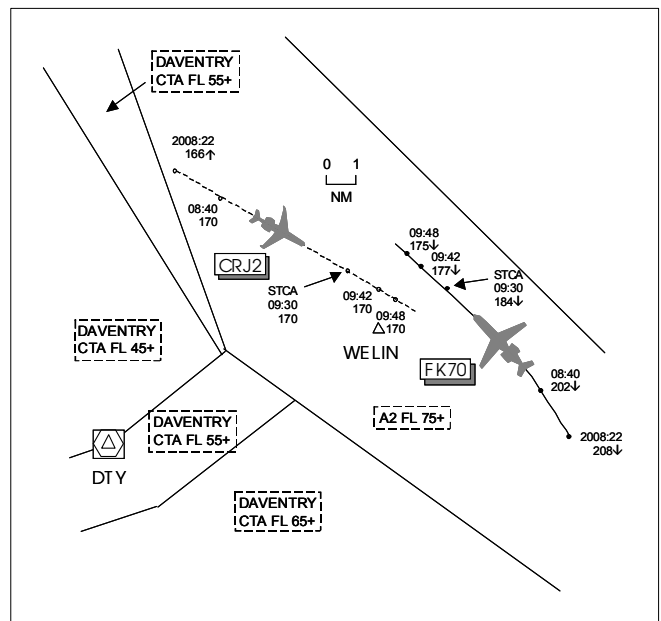 DAVENTRY
CTA FL 55+
2008:22
166↑
0 1
NM
08:40
170
09:48
175↓
09:42
177↓
STCA
09:30
184↓
CRJ2
STCA
09:30
170
09:42
170
09:48
170
WELIN
DAVENTRY
CTA FL 45+
FK70
08:40
202↓
A2 FL 75+
DAVENTRY
CTA FL 55+
2008:22
208↓
DTY
DAVENTRY
CTA FL 65+